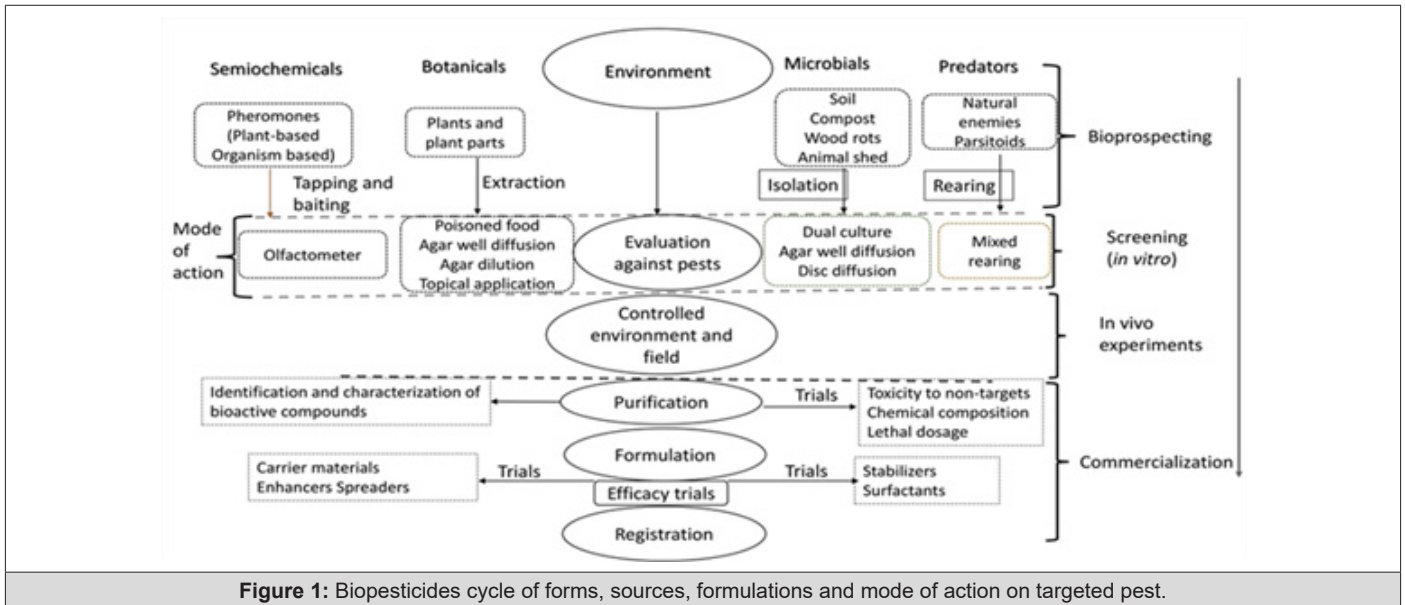 Semiochemicals
Botanicals
Environment
Microbials
Predators
Pheromones
(Plant-based
Organism based)
Plants and
plant parts
Soil
Compost
Wood rots
Animal shed
Natural
enemies
Parsitoids
Bioprospecting
Tapping and
baiting
Extraction
Isolation
Rearing
Mode
of
action
Olfactometer
Poisoned food
Agar well diffusion
Agar dilution
Topical application
Evaluation
against pests
Dual culture
Agar well diffusion
Disc diffusion
Mixed
rearing
Screening
(in vitro)
Controlled
environment and
field
In vivo
experiments
Identification and characterization of
bioactive compounds
Purification
Trials
Toxicity to non-targets
Chemical composition
Lethal dosage
Formulation
Carrier materials
Enhancers Spreaders
Trials
Trials
Stabilizers
Surfactants
Commercialization
Efficacy trials
Registration
Figure 1: Biopesticides cycle of forms, sources, formulations and mode of action on targeted pest.